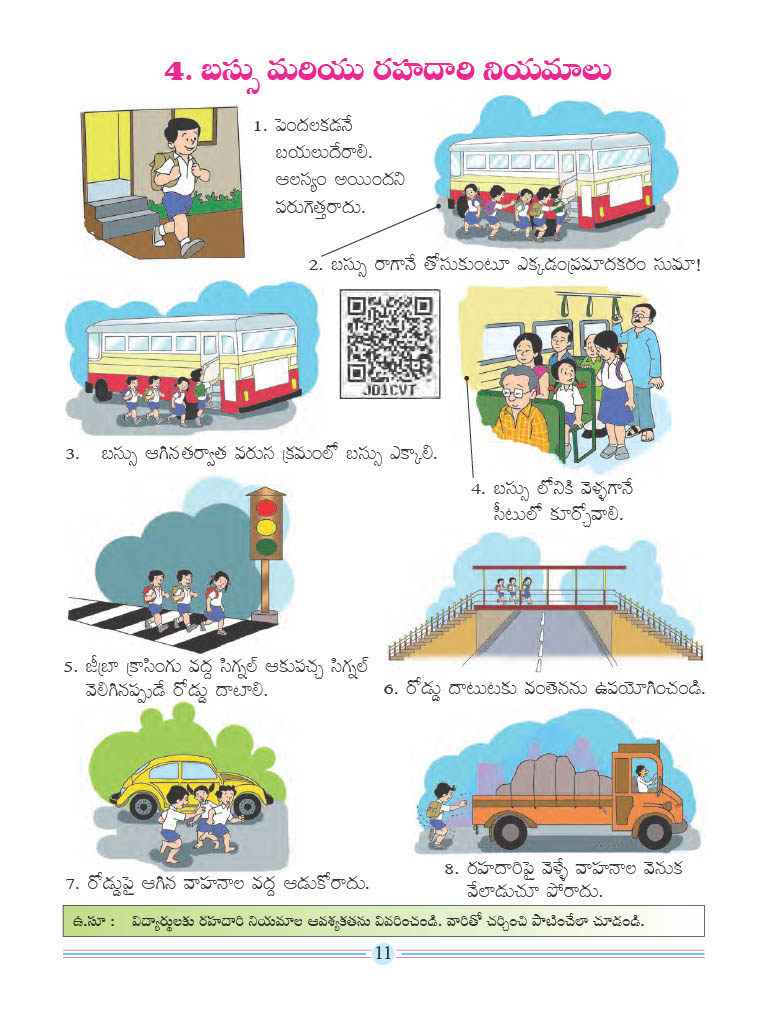 4. బస్సు మరియు రహదారి నియమాలు
1. పెందలకడనే
బయలుదేరాలి.
ఆలస్యం అయిందని
పరుగెత్తరాదు.
2. బస్సు రాగానే తోసుకుంటూ ఎక్కడంప్రమాదకరం సుమా!
JD1CVT
3. బస్సు ఆగినతర్వాత వరుస క్రమంలో బస్సు ఎక్కాలి.
4. బస్సు లోనికి వెళ్ళగానే
సీటులో కూర్చోవాలి.
5. జీబ్రా క్రాసింగు వద్ద సిగ్నల్ ఆకుపచ్చ సిగ్నల్
వెలిగినప్పుడే రోడ్డు దాటాలి.
6. రోడ్డు దాటుటకు వంతెనను ఉపయోగించండి.
7. రోడ్డుపై ఆగిన వాహనాల వద్ద ఆడుకోరాదు.
8. రహదారిపై వెళ్ళే వాహనాల వెనుక
వేలాడుచూ పోరాదు.
ఉ.సూ : విద్యార్థులకు రహదారి నియమాల ఆవశ్యకతను వివరించండి. వారితో చర్చించి పాటించేలా చూడండి.
11